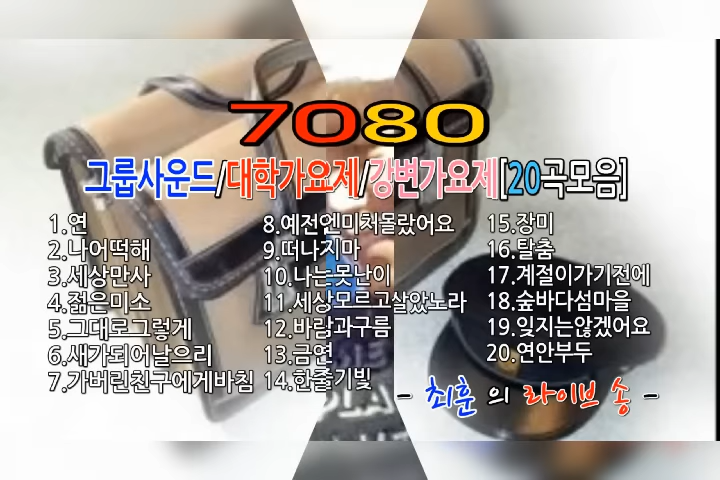 7080
그룹사운드/대학가요제/강변가요제[20곡모음]
1.연
2.나어떡해
3.세상만사
4.젊은미소
5.그대로그렇게
6.새가되어날으리
7.가버린친구에게바침
8.예전엔미처몰랐어요
9.떠나지마
10.나는못난이
11.세상모르고살았노라
12.바람과구름
13.금연
14.한줄기빛
15.장미
16.탈춤
17.계절이가기전에
18.숲바다섬마을
19.잊지는않겠어요
20.연안부두
- 최훈 의 라이브 송 -